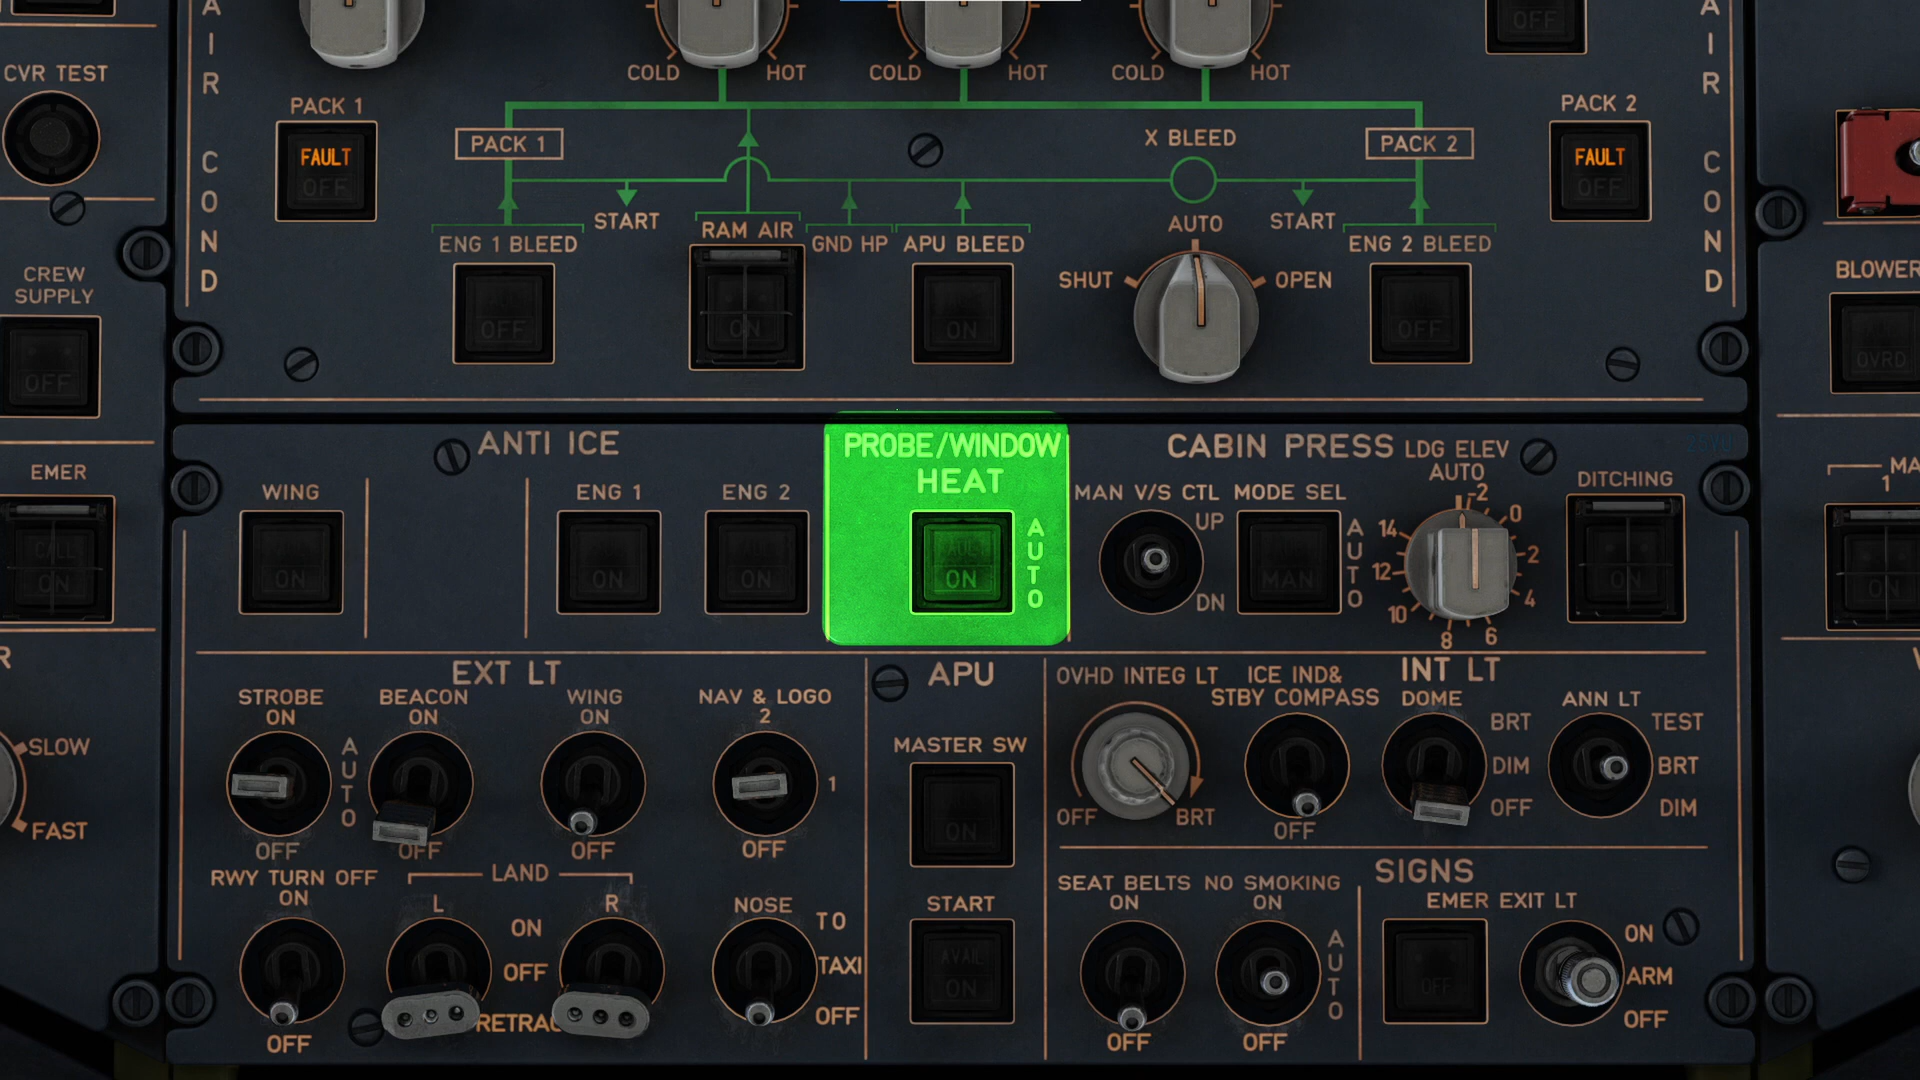 COLD HOT COLD HOT COLD HOT
OFF
AIR COND
AIR COND
CVR TEST
PACK 1
FAULT
OFF
PACK 1
X BLEED
PACK 2
PACK 2
FAULT
OFF
START
AUTO
START
ENG 1 BLEED
RAM AIR
GND HP
APU BLEED
ENG 2 BLEED
SHUT
OPEN
OFF
ON
ON
OFF
CREW
SUPPLY
OFF
BLOWER
OVRD
EMER
CALL
ON
ANTI ICE
WING
ON
ENG 1
ON
ENG 2
ON
PROBE/WINDOW
HEAT
ON
AUTO
CABIN PRESS
MAN V/S CTL
UP
DN
MODE SEL
MAN
AUTO
LDG ELEV
AUTO
-2
0
2
4
6
8
10
12
14
DITCHING
ON
MA
1
ON
SLOW
FAST
EXT LT
STROBE
ON
AUTO
OFF
BEACON
ON
OFF
WING
ON
OFF
NAV & LOGO
2
1
OFF
RWY TURN OFF
ON
OFF
LAND
L
R
ON
OFF
RETRAC
NOSE
TO
TAXI
OFF
APU
MASTER SW
ON
START
AVAIL
ON
OVHD INTEG LT
OFF
BRT
ICE IND&
STBY COMPASS
OFF
INT LT
DOME
BRT
DIM
OFF
ANN LT
TEST
BRT
DIM
SIGNS
SEAT BELTS
ON
OFF
NO SMOKING
ON
AUTO
OFF
EMER EXIT LT
OFF
ON
ARM
OFF